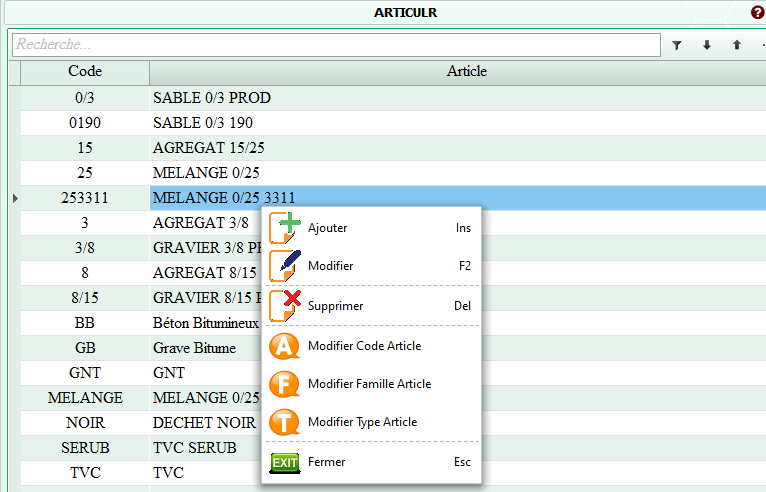 ARTICULR
Recherche...
Code Article
0/3 SABLE 0/3 PROD
0190 SABLE 0/3 190
15 AGREGAT 15/25
25 MELANGE 0/25
253311 MELANGE 0/25 3311
3 AGREGAT 3/8
3/8 GRAVIER 3/8
8 AGREGAT 8/15
8/15 GRAVIER 8/15
BB Béton Bitumineux
GB Grave Bitume
GNT GNT
MELANGE MELANGE 0/25
NOIR DECHET NOIR
SERUB TVC SERUB
TVC TVC
Ajouter Ins
Modifier F2
Supprimer Del
A Modifier Code Article
F Modifier Famille Article
T Modifier Type Article
EXIT Fermer Esc